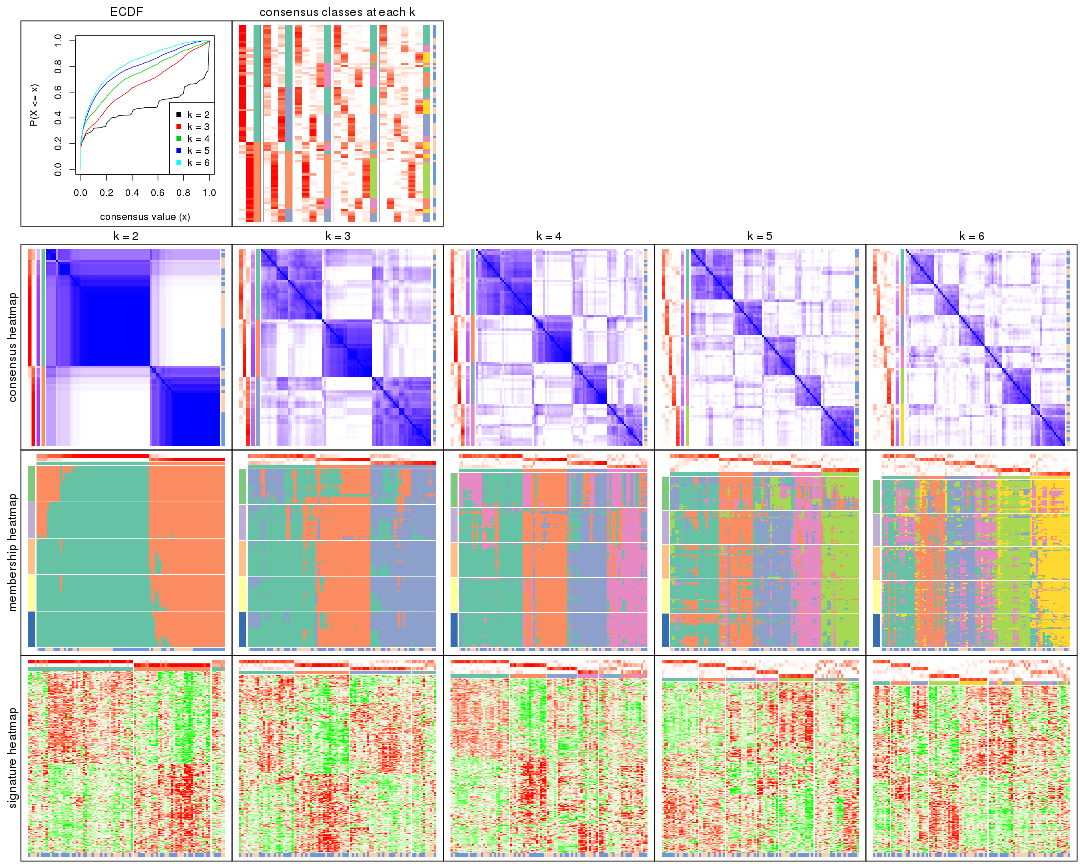 ECDF
consensus classes at each k
P(X <= x)
0.0 0.2 0.4 0.6 0.8 1.0
k = 2
k = 3
k = 4
k = 5
k = 6
0.0 0.2 0.4 0.6 0.8 1.0
consensus value (x)
k = 2
k = 3
k = 4
k = 5
k = 6
consensus heatmap
membership heatmap
signature heatmap